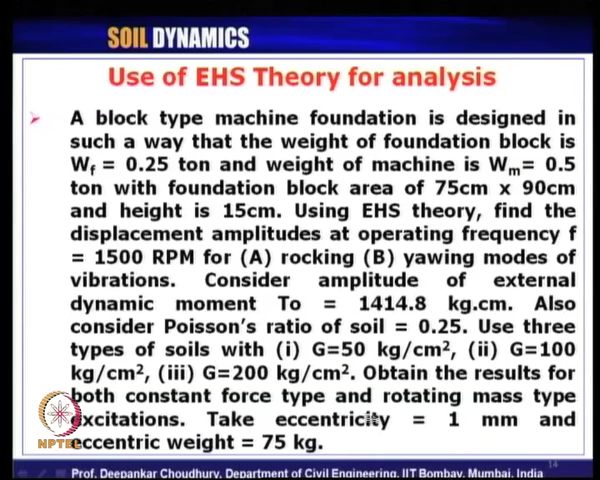 SOIL DYNAMICS
Use of EHS Theory for analysis
A block type machine foundation is designed in
such a way that the weight of foundation block is
Wf = 0.25 ton and weight of machine is Wm= 0.5
ton with foundation block area of 75cm x 90cm
and height is 15cm. Using EHS theory, find the
displacement amplitudes at operating frequency f
= 1500 RPM for (A) rocking (B) yawing modes of
vibrations. Consider amplitude of external
dynamic moment To = 1414.8 kg.cm. Also
consider Poisson's ratio of soil = 0.25. Use three
types of soils with (i) G=50 kg/cm², (ii) G=100
kg/cm², (iii) G=200 kg/cm². Obtain the results for
both constant force type and rotating mass type
excitations. Take eccentricity = 1 mm and
eccentric weight = 75 kg.
NPTEL
14
Prof. Deepankar Choudhury, Department of Civil Engineering, IIT Bombay, Mumbai, India